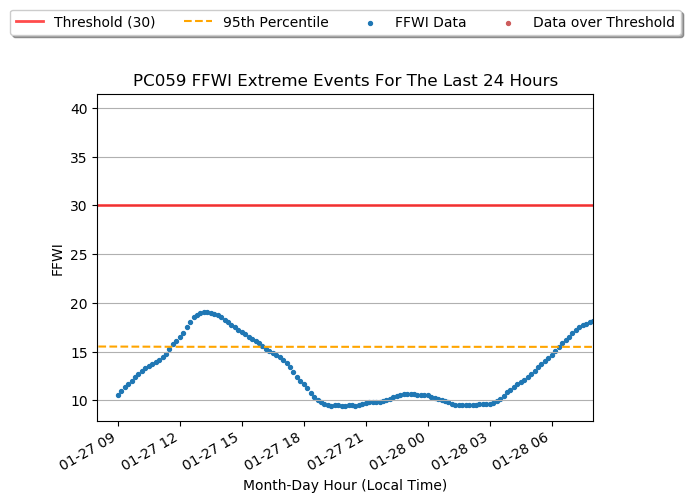 Threshold (30) 95th Percentile FFWI Data Data over Threshold
PC059 FFWI Extreme Events For The Last 24 Hours
40
35
30
25
20
15
10
FFWI
01-27 09 01-27 12 01-27 15 01-27 18 01-27 21 01-28 00 01-28 03 01-28 06
Month-Day Hour (Local Time)